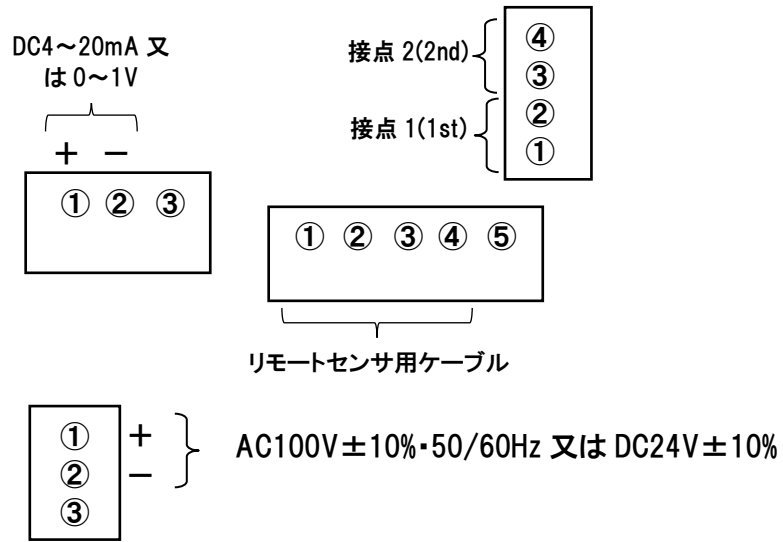 DC4～20mA 又
は 0～1V
＋ －
① ② ③
接点 2(2nd)
接点 1(1st)
④
③
②
①
① ② ③ ④ ⑤
リモートセンサ用ケーブル
① ＋
② －
③
AC100V±10%・50/60Hz 又は DC24V±10%